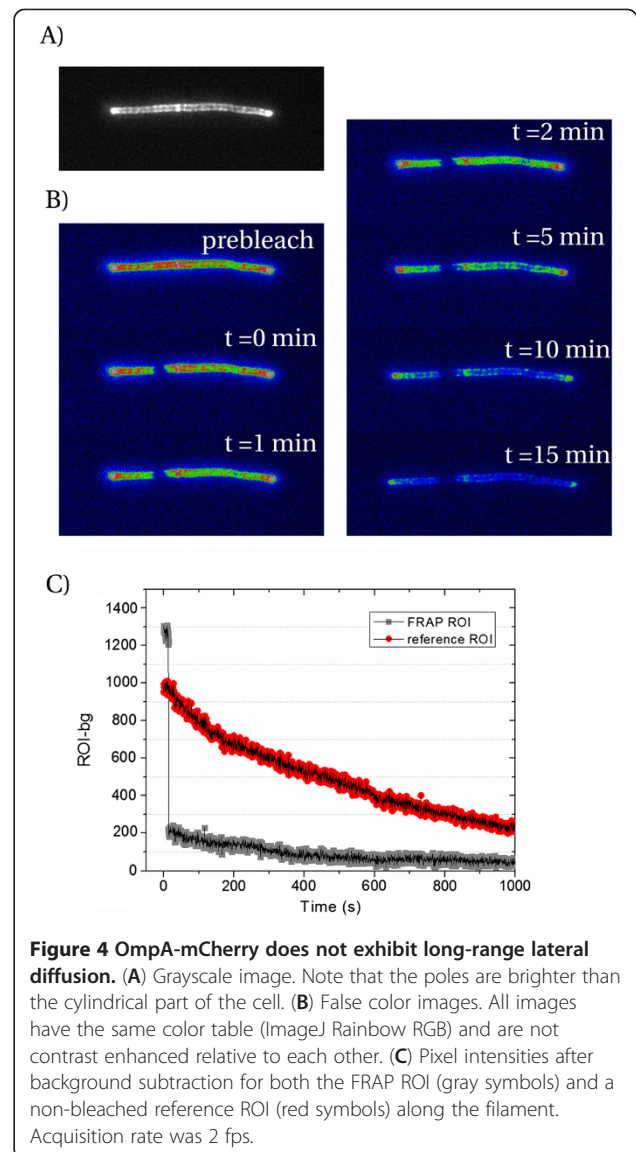 A)
B)
prebleach
t =0 min
t =1 min
t =2 min
t =5 min
t =10 min
t =15 min
C)
1400
1200
1000
800
600
400
200
0
ROI-bg
FRAP ROI
reference ROI
0 200 400 600 800 1000
Time (s)
Figure 4 OmpA-mCherry does not exhibit long-range lateral
diffusion. (A) Grayscale image. Note that the poles are brighter than
the cylindrical part of the cell. (B) False color images. All images
have the same color table (ImageJ Rainbow RGB) and are not
contrast enhanced relative to each other. (C) Pixel intensities after
background subtraction for both the FRAP ROI (gray symbols) and a
non-bleached reference ROI (red symbols) along the filament.
Acquisition rate was 2 fps.